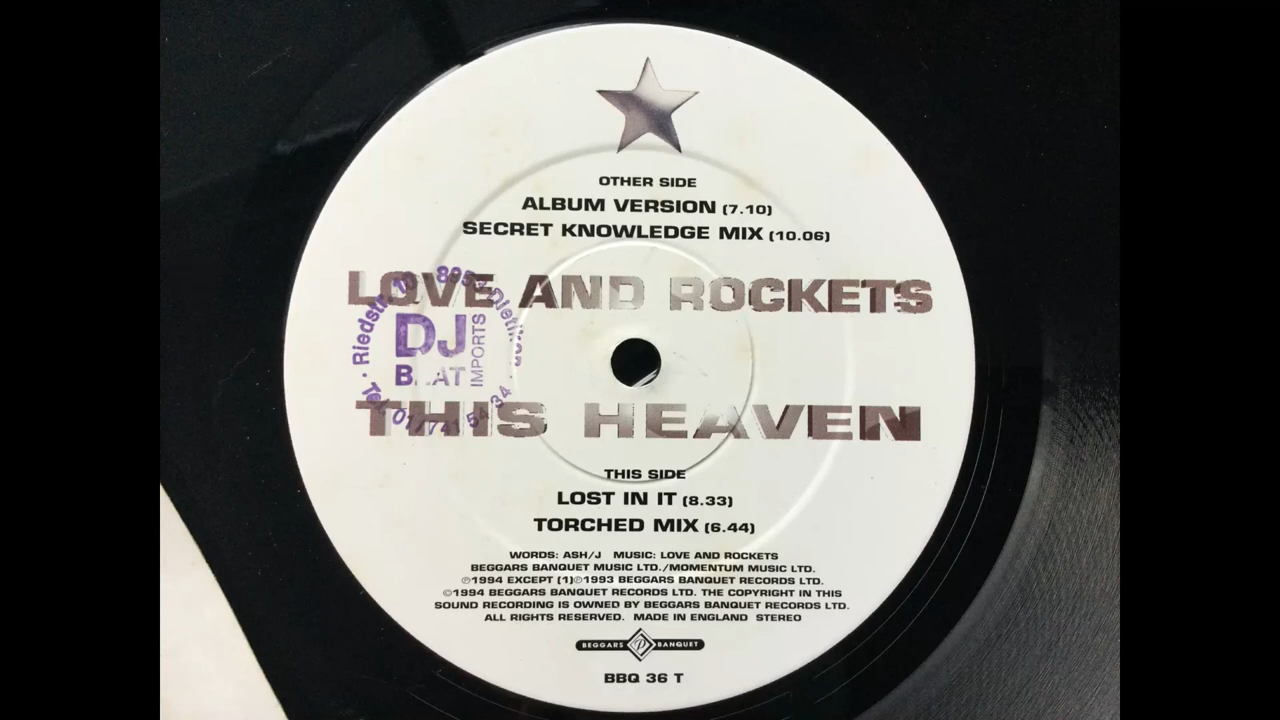 OTHER SIDE
ALBUM VERSION (7.10)
SECRET KNOWLEDGE MIX (10.06)
LOVE AND ROCKETS
Riedstr.
DJ
IMPORTS
THIS HEAVEN
THIS SIDE
LOST IN IT (8.33)
TORCHED MIX (6.44)
WORDS: ASH/J MUSIC: LOVE AND ROCKETS
BEGGARS BANQUET MUSIC LTD./MOMENTUM MUSIC LTD.
℗1994 EXCEPT (1)℗1993 BEGGARS BANQUET RECORDS LTD.
©1994 BEGGARS BANQUET RECORDS LTD. THE COPYRIGHT IN THIS
SOUND RECORDING IS OWNED BY BEGGARS BANQUET RECORDS LTD.
ALL RIGHTS RESERVED. MADE IN ENGLAND STEREO
BEGGARS BANQUET
BBQ 36 T